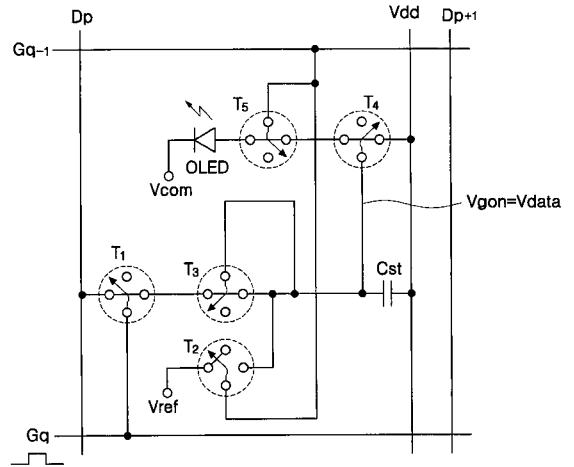 Dp
Vdd
Dp+1
Gq-1
T5
T4
OLED
Vcom
Vgon=Vdata
T1
T3
Cst
T2
Vref
Gq